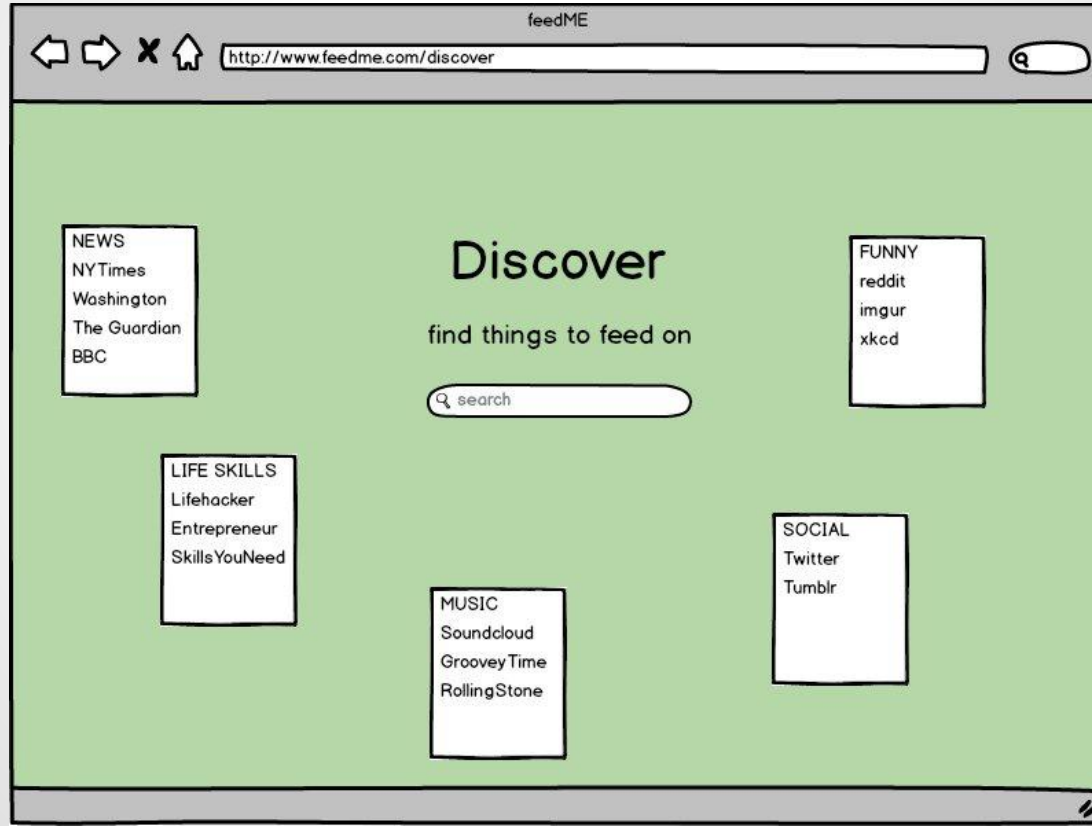 feedME
http://www.feedme.com/discover
NEWS
NYTimes
Washington
The Guardian
BBC
Discover
find things to feed on
search
FUNNY
reddit
imgur
xkcd
LIFE SKILLS
Lifehacker
Entrepreneur
SkillsYouNeed
MUSIC
Soundcloud
GrooveyTime
RollingStone
SOCIAL
Twitter
Tumblr